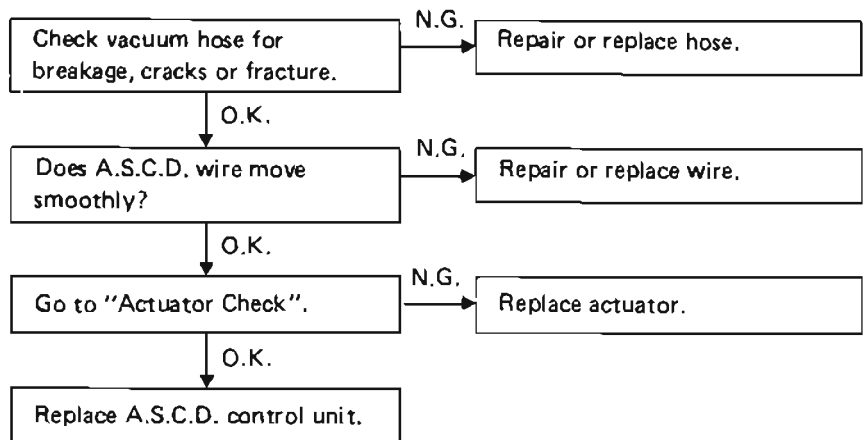 Check vacuum hose for
breakage, cracks or fracture.
N.G.
Repair or replace hose.
O.K.
Does A.S.C.D. wire move
smoothly?
N.G.
Repair or replace wire.
O.K.
Go to "Actuator Check".
N.G.
Replace actuator.
O.K.
Replace A.S.C.D. control unit.